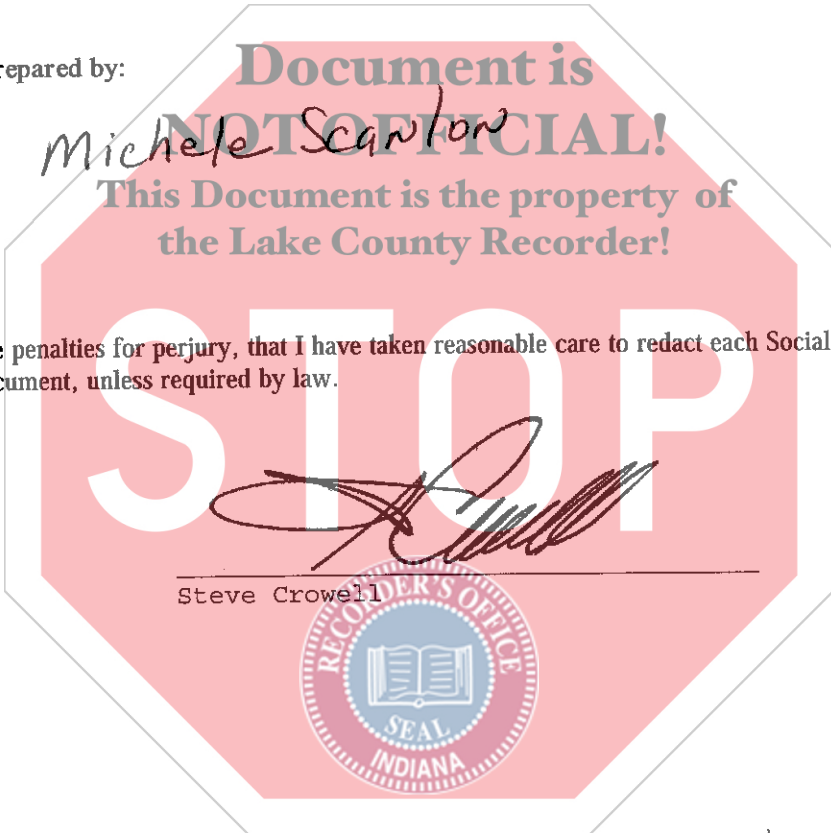 repared by:
Document is
NOT OFFICIAL!
Michele Scanlon
This Document is the property of
the Lake County Recorder!
e penalties for perjury, that I have taken reasonable care to redact each Social
cument, unless required by law.
STOP
Steve Crowell
RECORDER'S OFFICE
SEAL
INDIANA